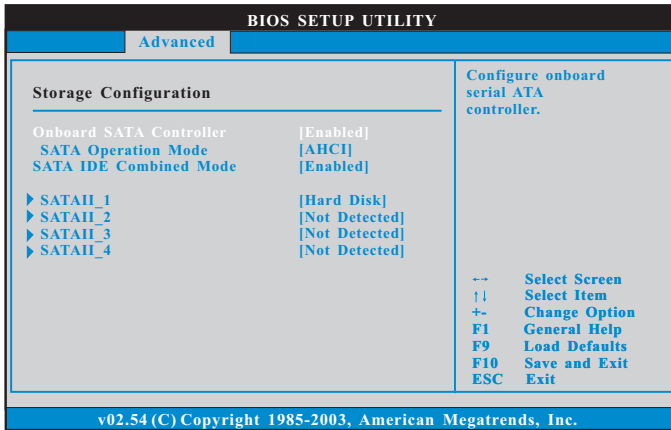 BIOS SETUP UTILITY
Advanced
Storage Configuration
Onboard SATA Controller [Enabled]
SATA Operation Mode [AHCI]
SATA IDE Combined Mode [Enabled]
SATAII_1 [Hard Disk]
SATAII_2 [Not Detected]
SATAII_3 [Not Detected]
SATAII_4 [Not Detected]
Configure onboard
serial ATA
controller.
←→ Select Screen
↑↓ Select Item
+- Change Option
F1 General Help
F9 Load Defaults
F10 Save and Exit
ESC Exit
v02.54 (C) Copyright 1985-2003, American Megatrends, Inc.